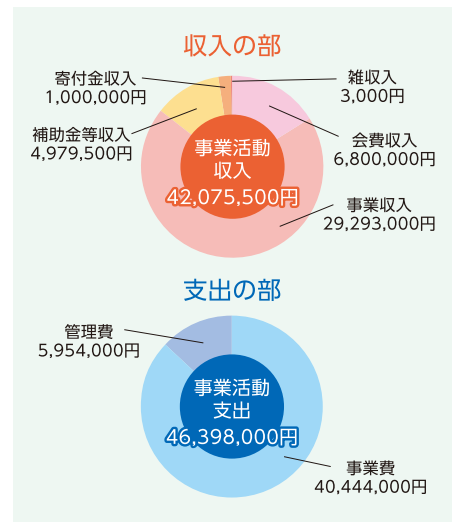 収入の部
寄付金収入
1,000,000円
雑収入
3,000円
補助金等収入
4,979,500円
会費収入
6,800,000円
事業活動
収入
42,075,500円
事業収入
29,293,000円
支出の部
管理費
5,954,000円
事業活動
支出
46,398,000円
事業費
40,444,000円